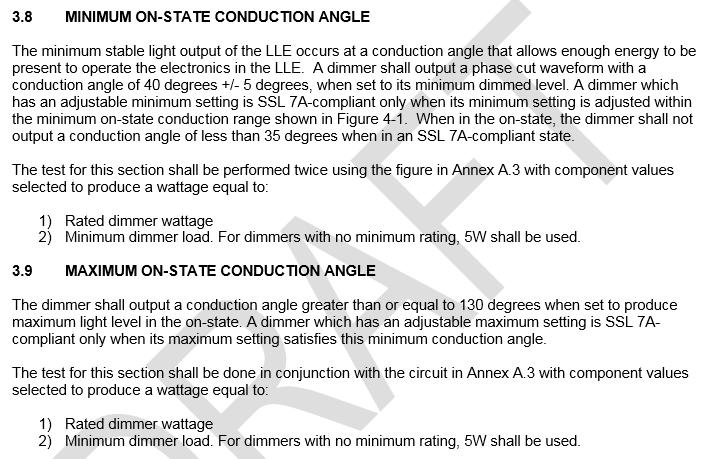 3.8 MINIMUM ON-STATE CONDUCTION ANGLE
The minimum stable light output of the LLE occurs at a conduction angle that allows enough energy to be
present to operate the electronics in the LLE. A dimmer shall output a phase cut waveform with a
conduction angle of 40 degrees +/- 5 degrees, when set to its minimum dimmed level. A dimmer which
has an adjustable minimum setting is SSL 7A-compliant only when its minimum setting is adjusted within
the minimum on-state conduction range shown in Figure 4-1. When in the on-state, the dimmer shall not
output a conduction angle of less than 35 degrees when in an SSL 7A-compliant state.
The test for this section shall be performed twice using the figure in Annex A.3 with component values
selected to produce a wattage equal to:
1) Rated dimmer wattage
2) Minimum dimmer load. For dimmers with no minimum rating, 5W shall be used.
3.9 MAXIMUM ON-STATE CONDUCTION ANGLE
The dimmer shall output a conduction angle greater than or equal to 130 degrees when set to produce
maximum light level in the on-state. A dimmer which has an adjustable maximum setting is SSL 7A-
compliant only when its maximum setting satisfies this minimum conduction angle.
The test for this section shall be done in conjunction with the circuit in Annex A.3 with component values
selected to produce a wattage equal to:
1) Rated dimmer wattage
2) Minimum dimmer load. For dimmers with no minimum rating, 5W shall be used.
DRAFT